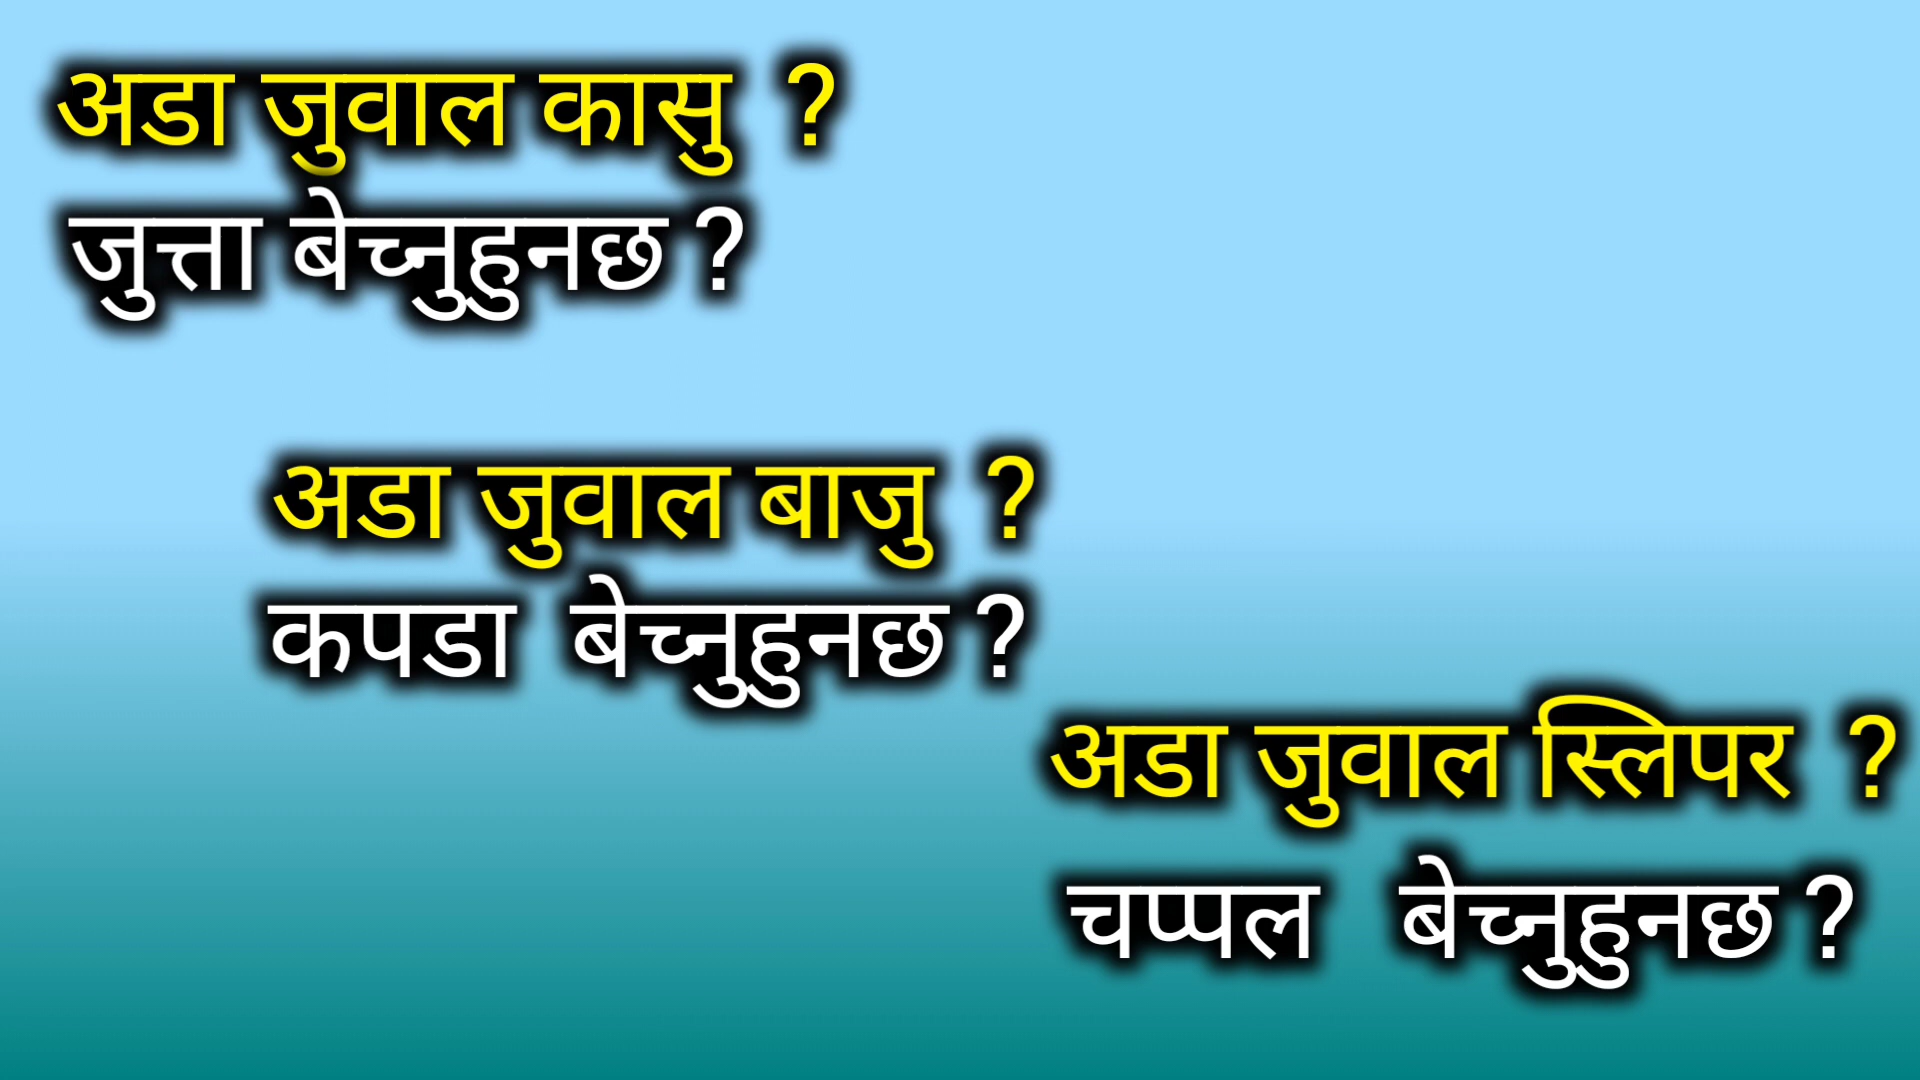 अडा जुवाल कासु ?
जुत्ता बेच्नुहुनछ ?
अडा जुवाल बाजु ?
कपडा बेच्नुहुनछ ?
अडा जुवाल स्लिपर ?
चप्पल बेच्नुहुनछ ?